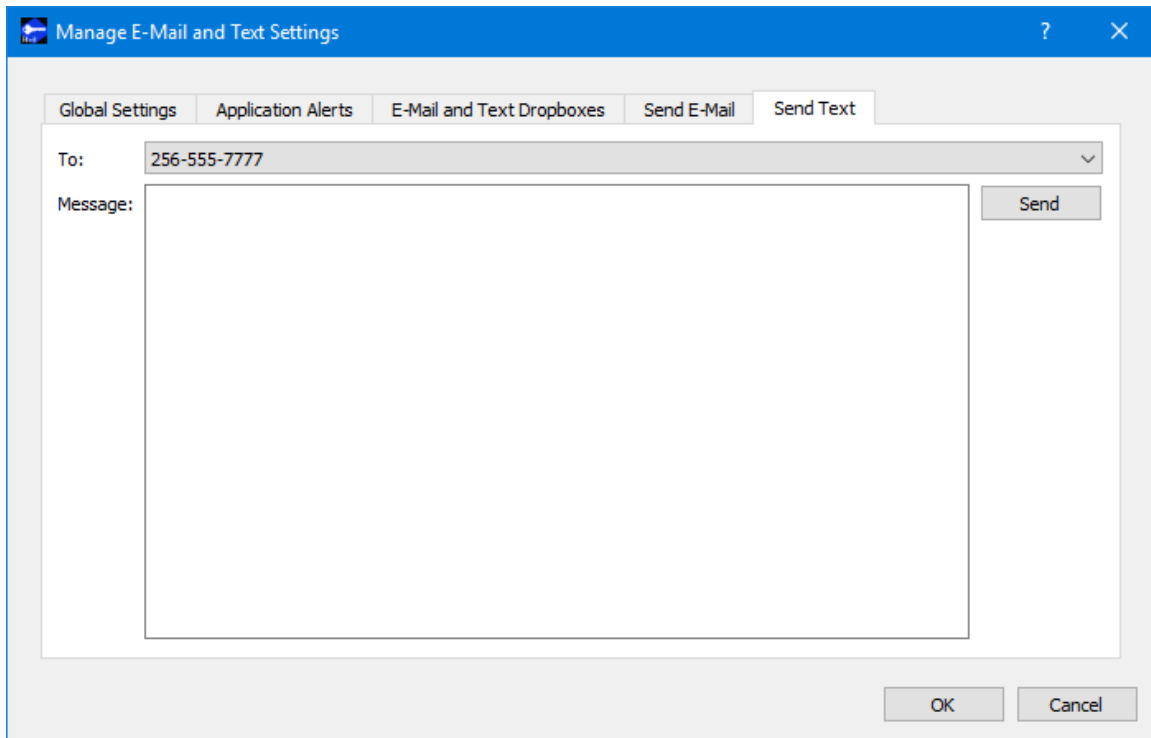 Manage E-Mail and Text Settings ?
Global Settings Application Alerts E-Mail and Text Dropboxes Send E-Mail Send Text
To: 256-555-7777
Message: Send
OK Cancel